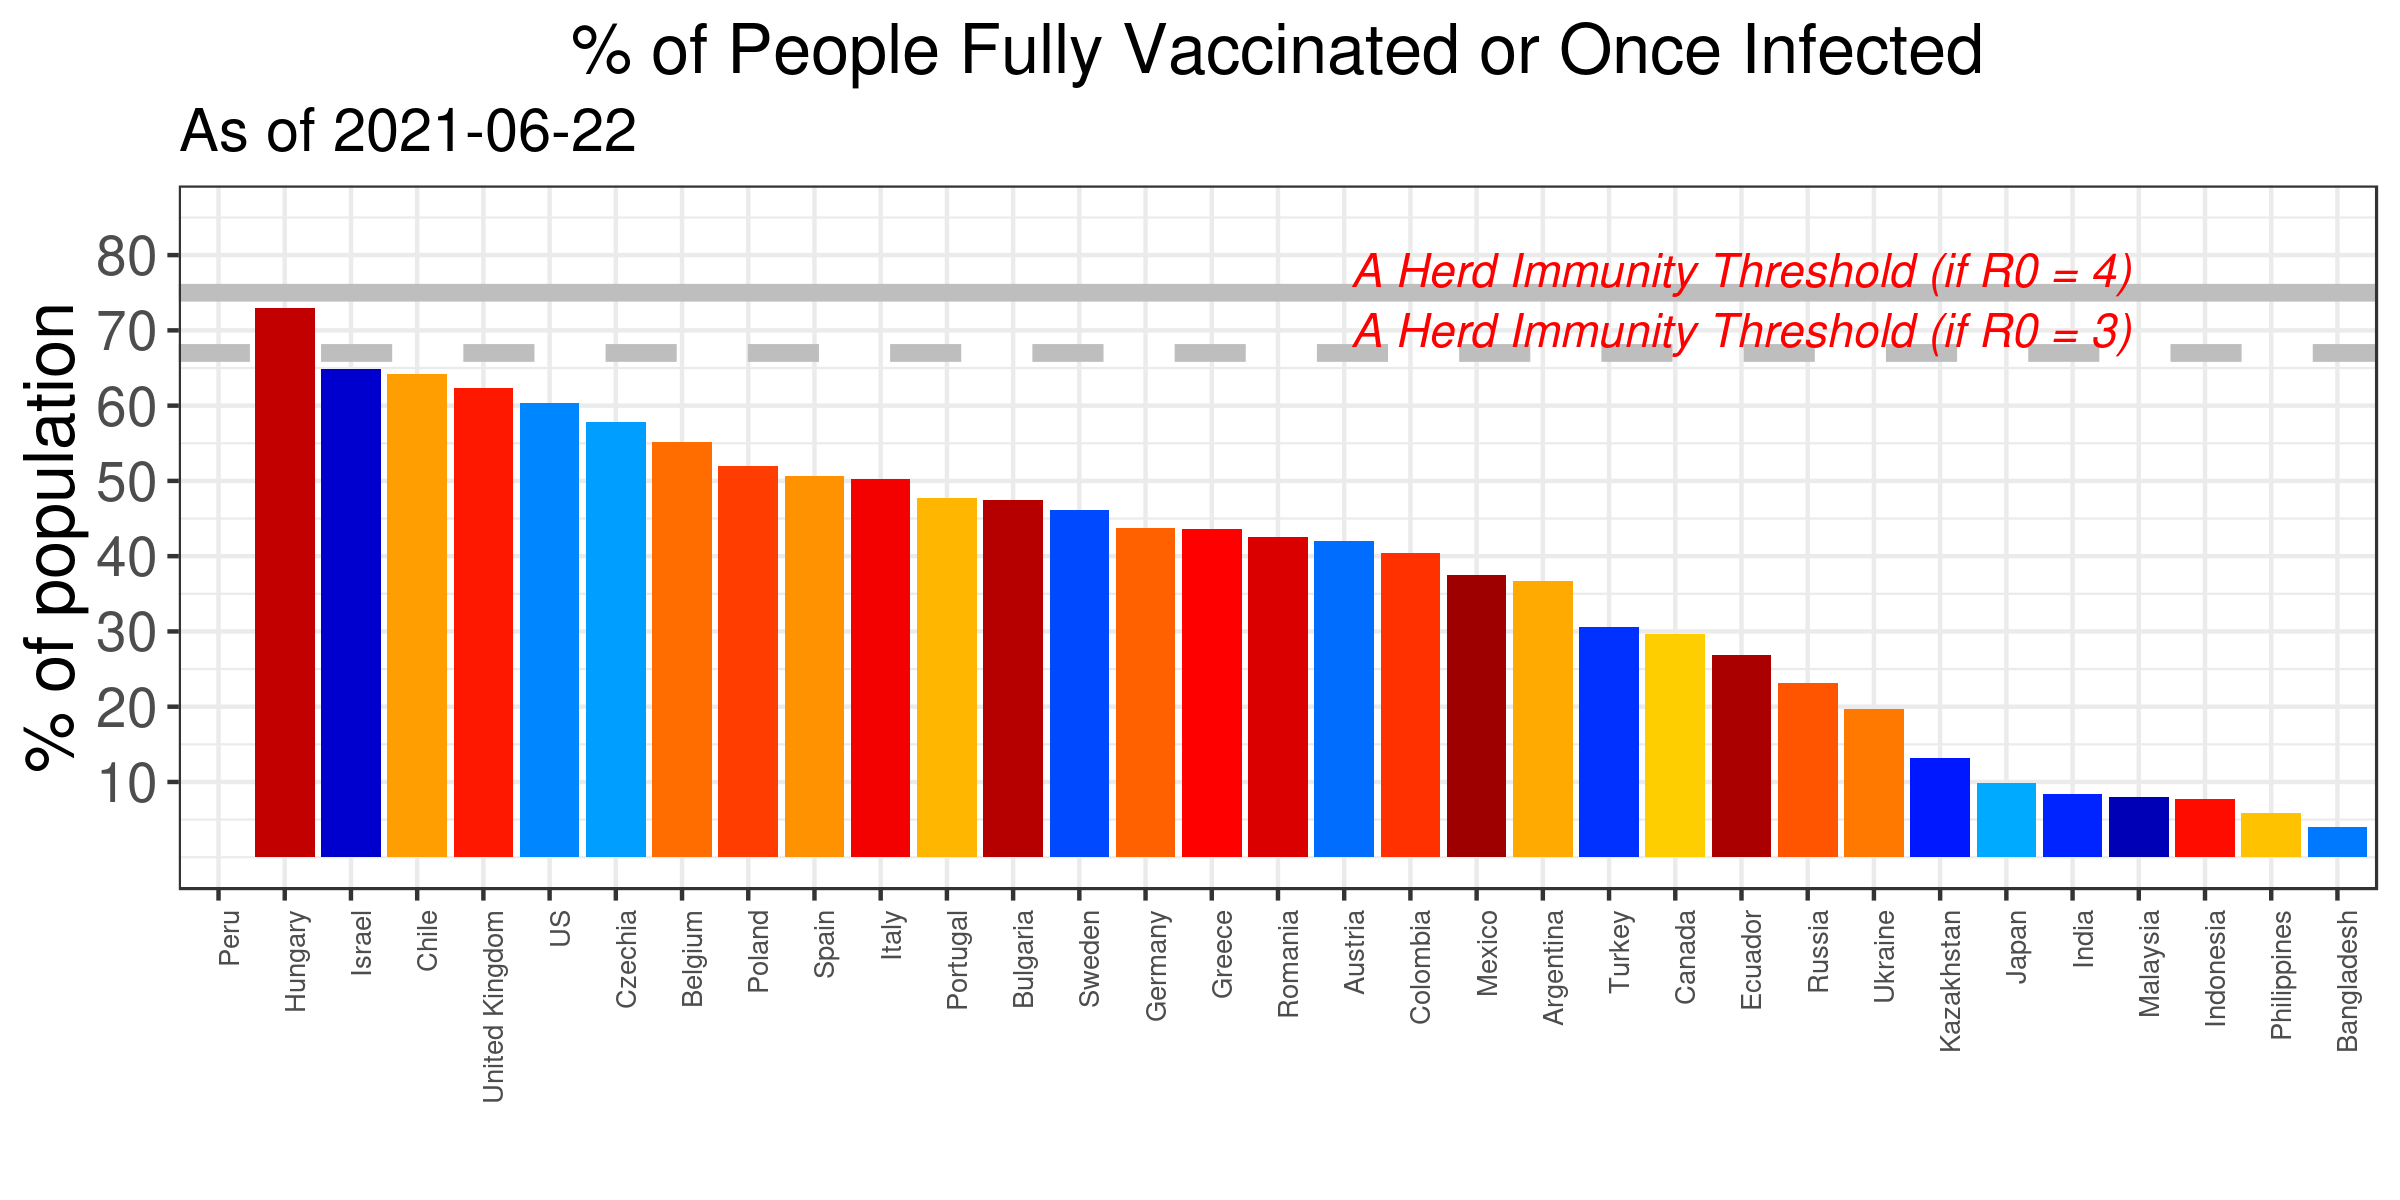 % of People Fully Vaccinated or Once Infected
As of 2021-06-22
% of population
80
70
60
50
40
30
20
10
A Herd Immunity Threshold (if R0 = 4)
A Herd Immunity Threshold (if R0 = 3)
Peru
Hungary
Israel
Chile
United Kingdom
US
Czechia
Belgium
Poland
Spain
Italy
Portugal
Bulgaria
Sweden
Germany
Greece
Romania
Austria
Colombia
Mexico
Argentina
Turkey
Canada
Ecuador
Russia
Ukraine
Kazakhstan
Japan
India
Malaysia
Indonesia
Philippines
Bangladesh